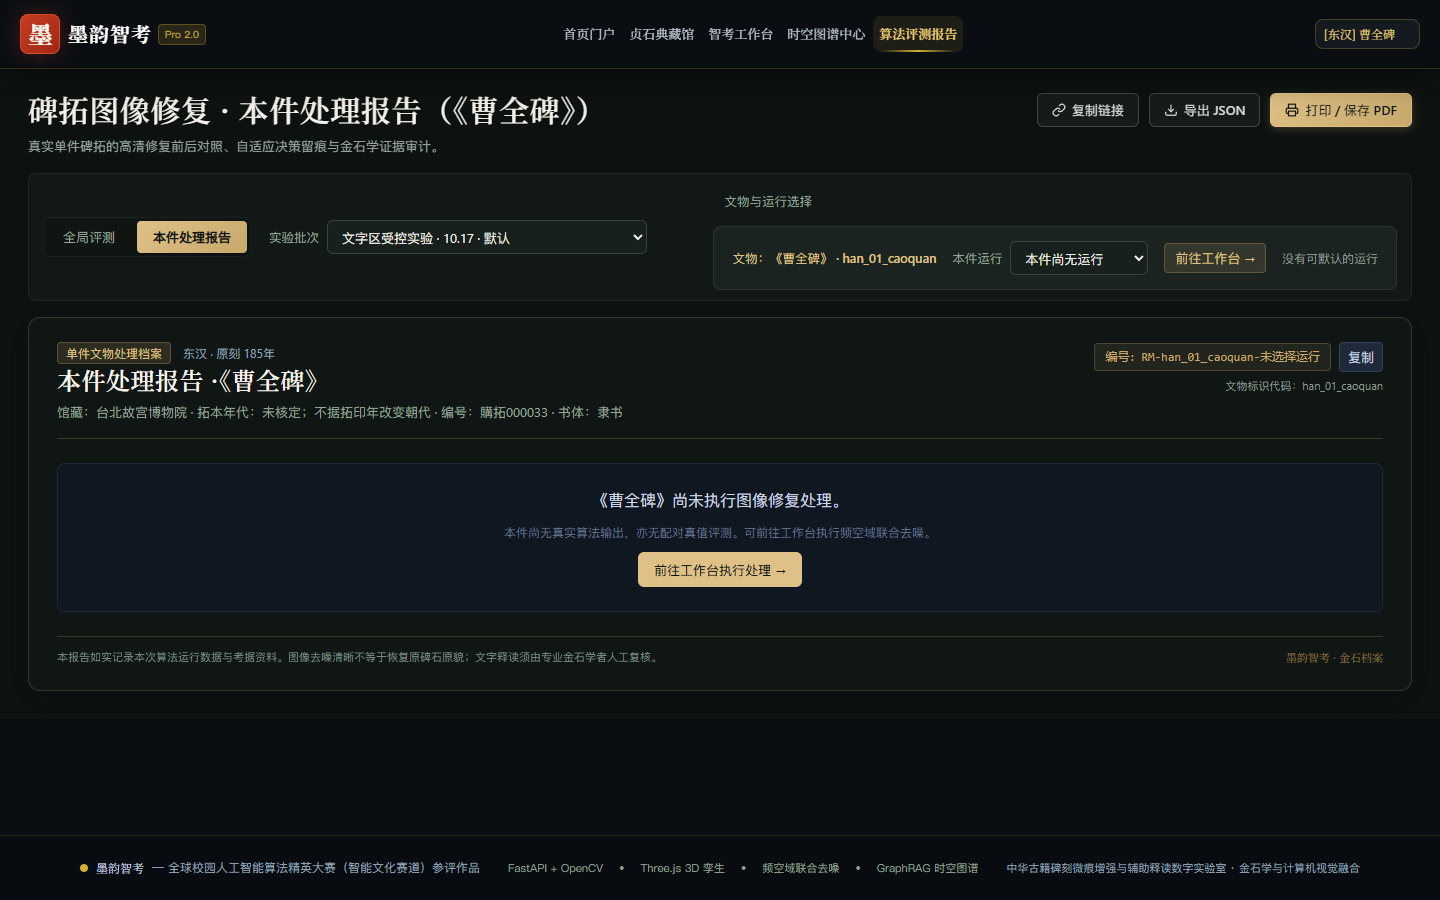 墨 墨韵智考 Pro 2.0 首页门户 贞石典藏馆 智考工作台 时空图谱中心 算法评测报告 [东汉] 曹全碑
碑拓图像修复 · 本件处理报告（《曹全碑》）
复制链接 导出 JSON 打印 / 保存 PDF
真实单件碑拓的高清修复前后对照、自适应决策留痕与金石学证据审计。
文物与运行选择
全局评测 本件处理报告 实验批次 文字区受控实验 · 10.17 · 默认
文物：《曹全碑》 · han_01_caoquan 本件运行 本件尚无运行 前往工作台 → 没有可默认的运行
单件文物处理档案 东汉 · 原刻 185年
编号：RM-han_01_caoquan-未选择运行 复制
本件处理报告 ·《曹全碑》
文物标识代码：han_01_caoquan
馆藏：台北故宫博物院 · 拓本年代：未核定；不据拓印年改变朝代 · 编号：購拓000033 · 书体：隶书
《曹全碑》尚未执行图像修复处理。
本件尚无真实算法输出，亦无配对真值评测。可前往工作台执行频空域联合去噪。
前往工作台执行处理 →
本报告如实记录本次算法运行数据与考据资料。图像去噪清晰不等于恢复原碑石原貌；文字释读须由专业金石学者人工复核。
墨韵智考 · 金石档案
墨韵智考 — 全球校园人工智能算法精英大赛（智能文化赛道）参评作品 FastAPI + OpenCV • Three.js 3D 孪生 • 频空域联合去噪 • GraphRAG 时空图谱 中华古籍碑刻微痕增强与辅助释读数字实验室 · 金石学与计算机视觉融合